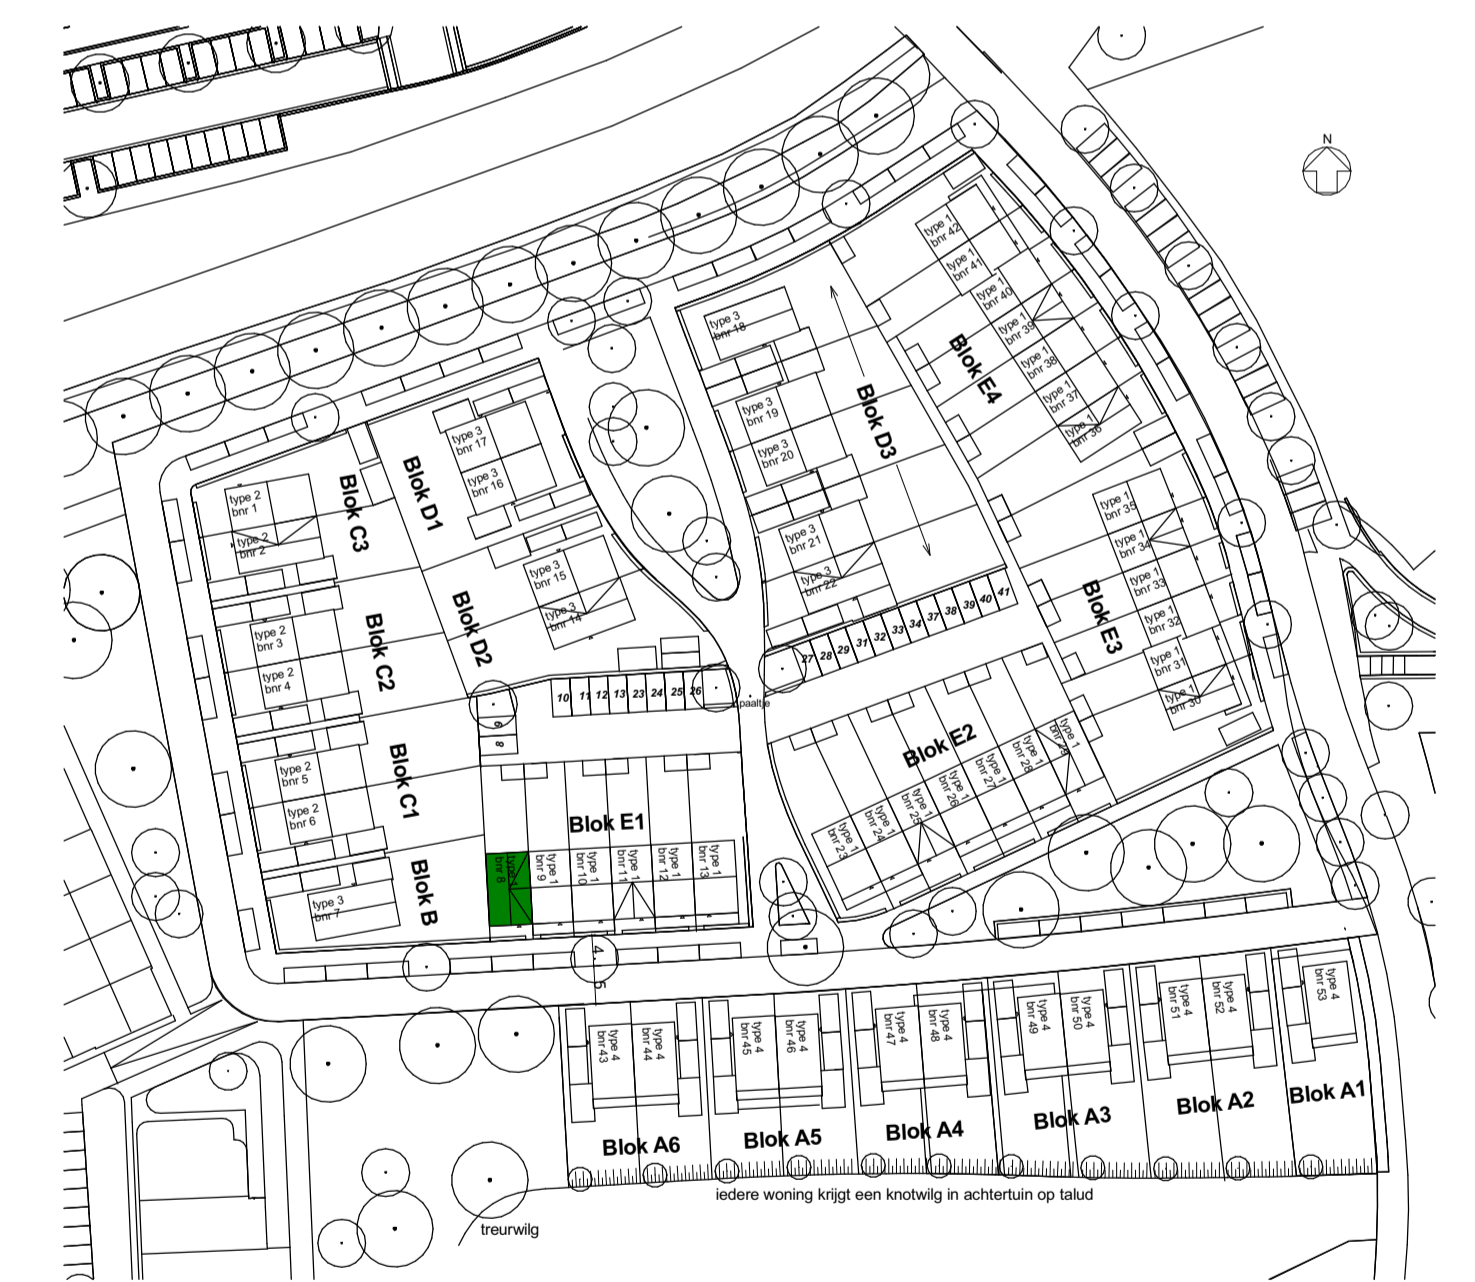 N
type 1
bnr 42
type 1
bnr 41
type 1
bnr 40
type 1
bnr 39
type 1
bnr 38
type 1
bnr 37
type 1
bnr 36
Blok E4
type 3
bnr 18
type 3
bnr 19
type 3
bnr 20
type 3
bnr 21
type 3
bnr 22
Blok D3
type 3
bnr 17
type 3
bnr 16
Blok D1
type 3
bnr 15
type 3
bnr 14
Blok D2
type 2
bnr 1
type 2
bnr 2
Blok C3
type 2
bnr 3
type 2
bnr 4
Blok C2
type 2
bnr 5
type 2
bnr 6
Blok C1
type 3
bnr 7
Blok B
type 1
bnr 35
type 1
bnr 34
type 1
bnr 33
type 1
bnr 32
type 1
bnr 31
type 1
bnr 30
Blok E3
27 28 29 31 32 33 34 37 38 39 40 41
10 11 12 13 23 24 25 26
paaltje
6
8
Blok E1
type 1
bnr 8
type 1
bnr 9
type 1
bnr 10
type 1
bnr 11
type 1
bnr 12
type 1
bnr 13
Blok E2
type 1
bnr 23
type 1
bnr 24
type 1
bnr 25
type 1
bnr 26
type 1
bnr 27
type 1
bnr 28
type 1
bnr 29
4
5
type 4
bnr 43
type 4
bnr 44
type 4
bnr 45
type 4
bnr 46
type 4
bnr 47
type 4
bnr 48
type 4
bnr 49
type 4
bnr 50
type 4
bnr 51
type 4
bnr 52
type 4
bnr 53
Blok A6
Blok A5
Blok A4
Blok A3
Blok A2
Blok A1
iedere woning krijgt een knotwilg in achtertuin op talud
treurwilg